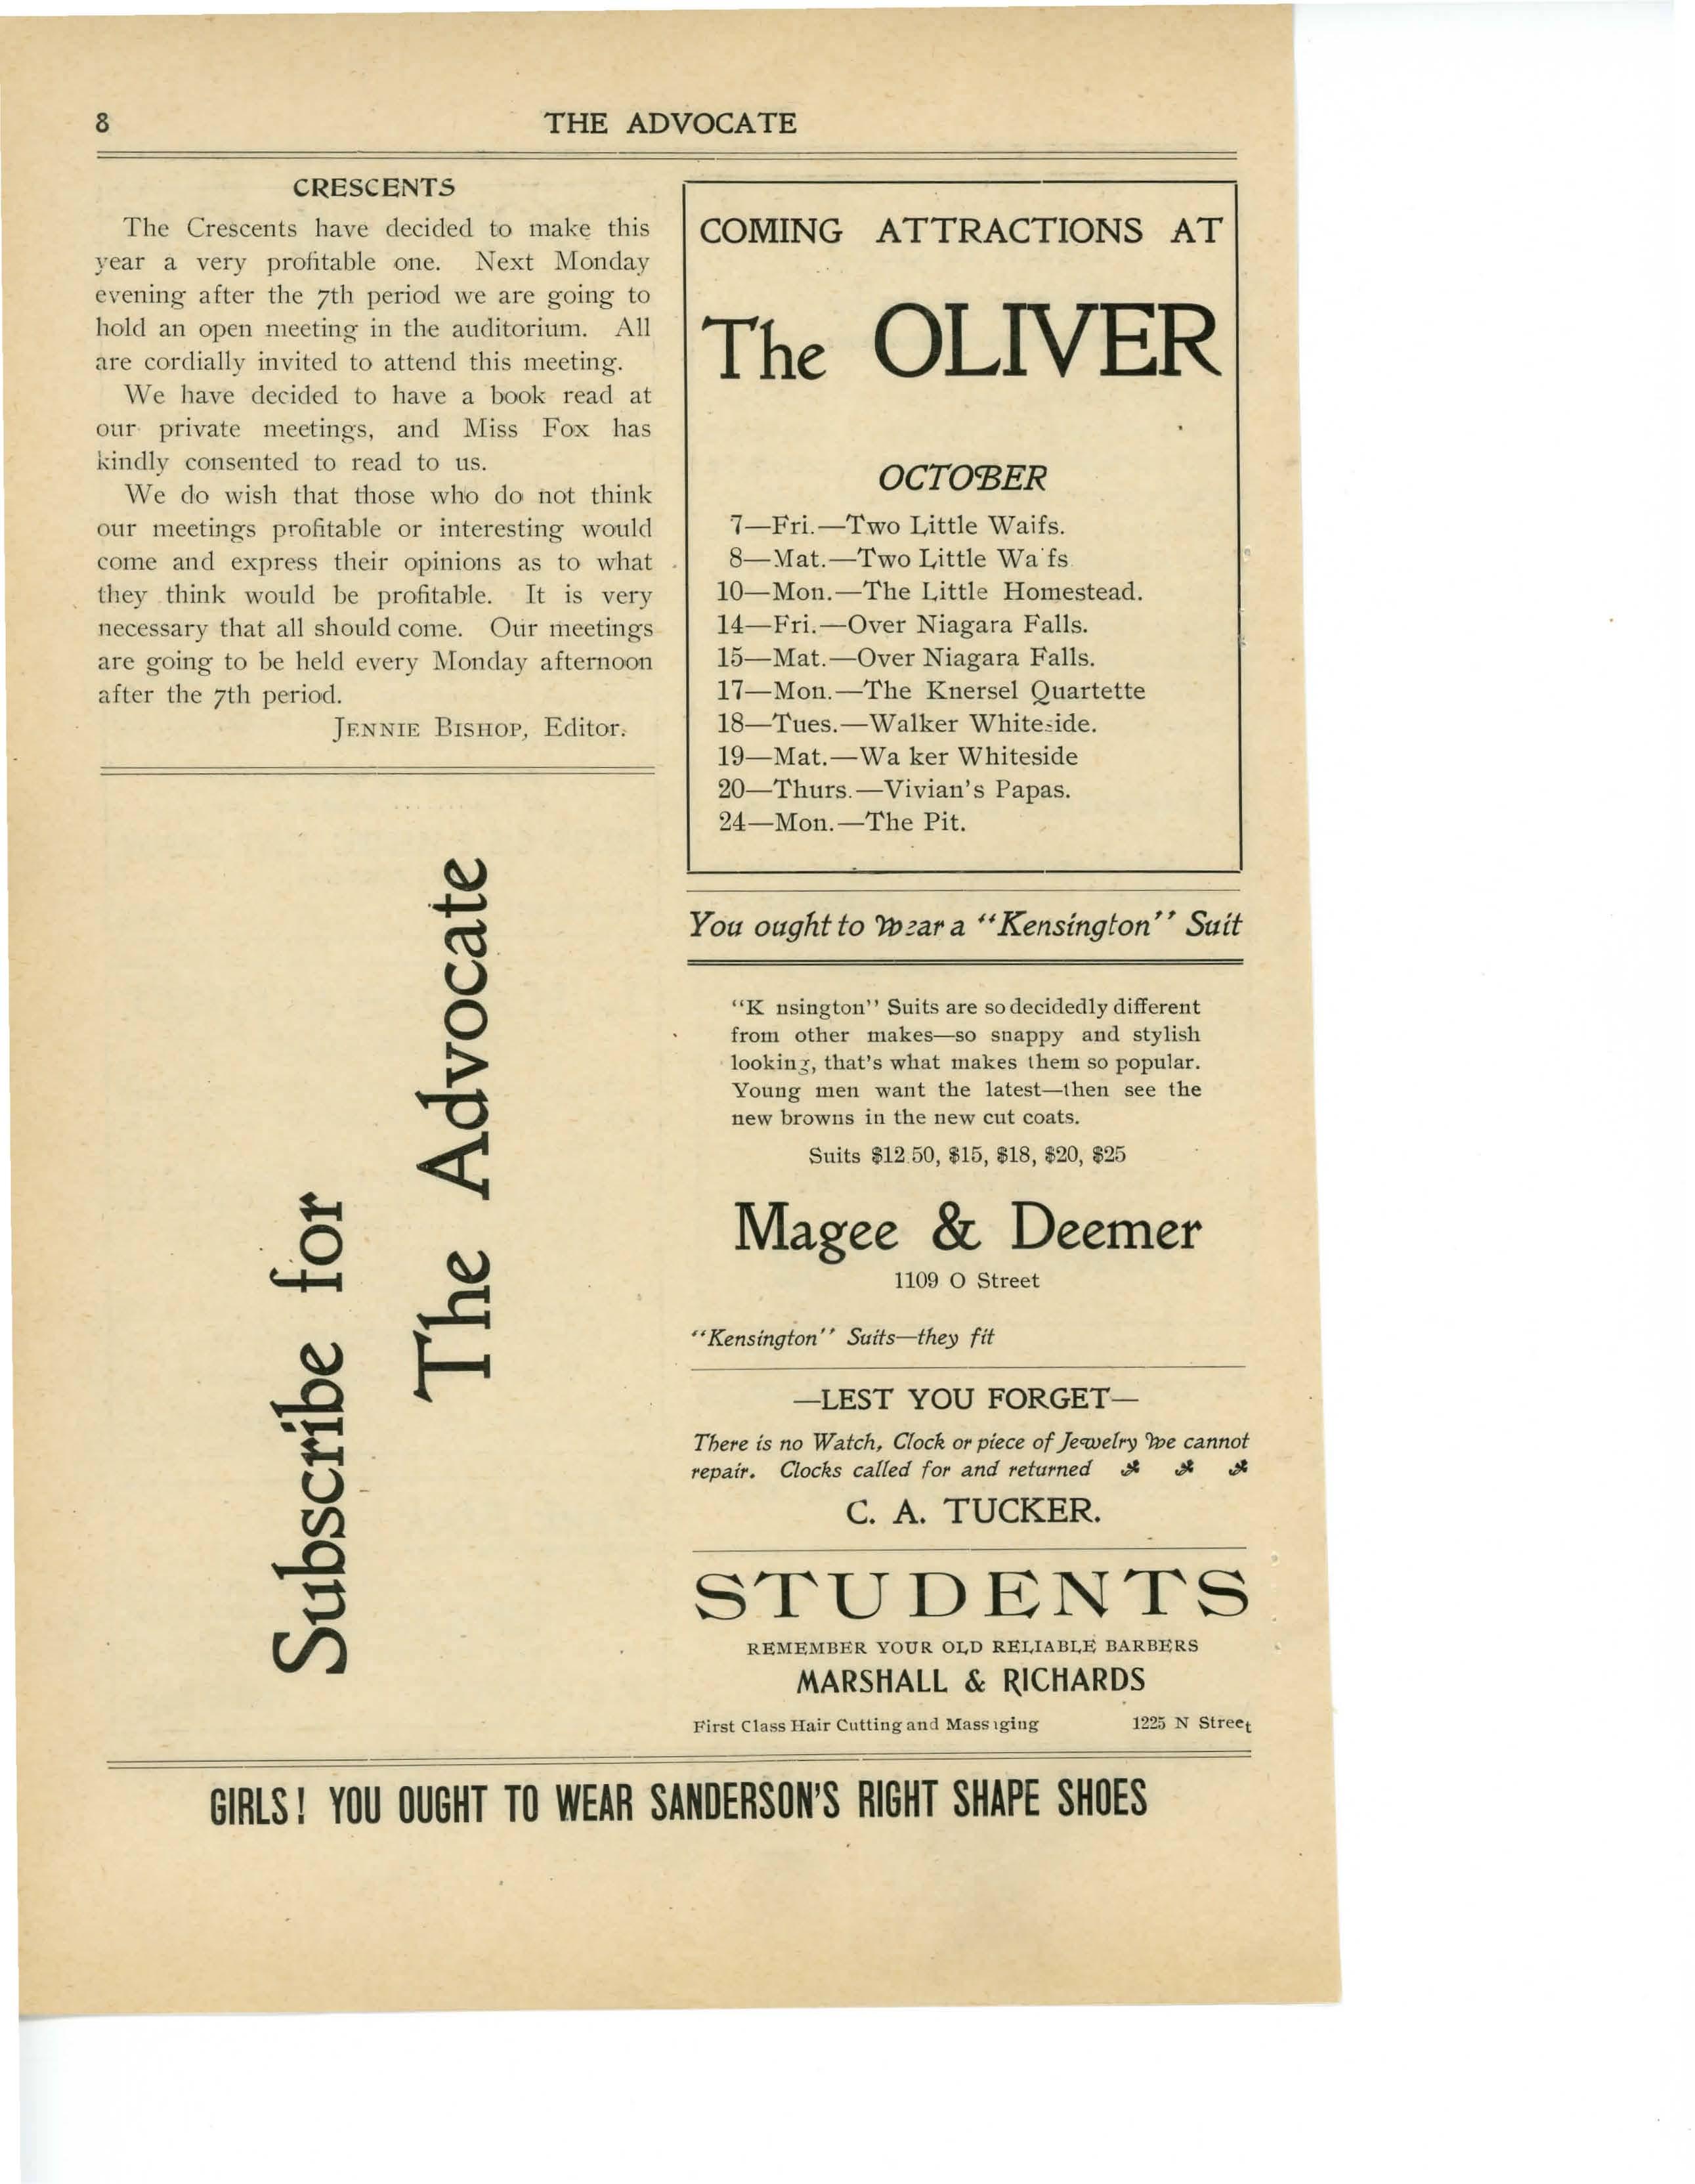 8
THE ADVOCATE
CRESCENTS
The Crescents have decided to make this
year a very profitable one. Next Monday
evening after the 7th period we are going to
hold an open meeting in the auditorium. All
are cordially invited to attend this meeting.
We have decided to have a book read at
our private meetings, and Miss Fox has
kindly consented to read to us.
We do wish that those who do not think
our meetings profitable or interesting would
come and express their opinions as to what
they think would be profitable. It is very
necessary that all should come. Our meetings
are going to be held every Monday afternoon
after the 7th period.
JENNIE BISHOP, Editor.
Subscribe for
The Advocate
COMING ATTRACTIONS AT
The OLIVER
OCTOBER
7—Fri.—Two Little Waifs.
8—Mat.—Two Little Wa fs
10—Mon.—The Little Homestead.
14—Fri.—Over Niagara Falls.
15—Mat.—Over Niagara Falls.
17—Mon.—The Knersel Quartette
18—Tues.—Walker Whiteside.
19—Mat.—Wa ker Whiteside
20—Thurs.—Vivian's Papas.
24—Mon.—The Pit.
You ought to wear a "Kensington" Suit
"K nsington" Suits are so decidedly different
from other makes—so snappy and stylish
looking, that's what makes them so popular.
Young men want the latest—then see the
new browns in the new cut coats.
Suits $12.50, $15, $18, $20, $25
Magee & Deemer
1109 O Street
"Kensington" Suits—they fit
—LEST YOU FORGET—
There is no Watch, Clock or piece of Jewelry we cannot
repair. Clocks called for and returned
C. A. TUCKER.
STUDENTS
REMEMBER YOUR OLD RELIABLE BARBERS
MARSHALL & RICHARDS
First Class Hair Cutting and Massaging 1225 N Street
GIRLS! YOU OUGHT TO WEAR SANDERSON'S RIGHT SHAPE SHOES